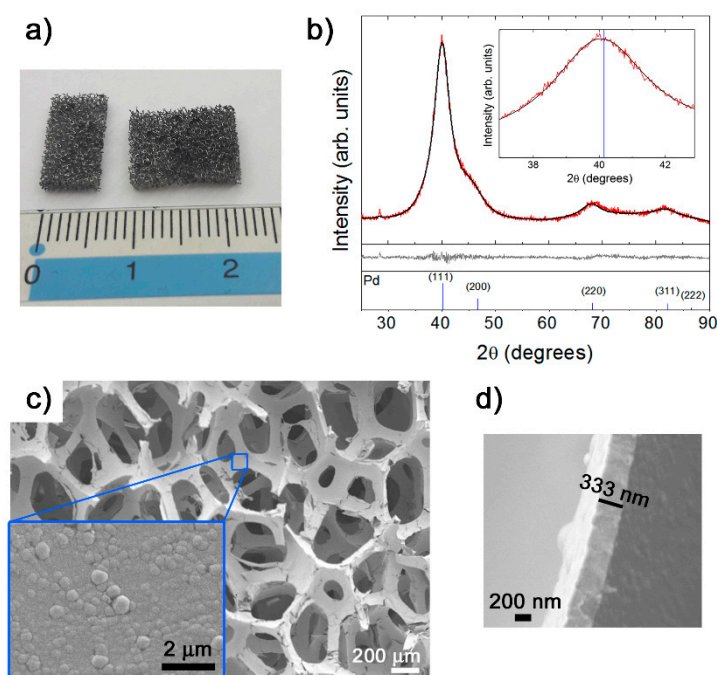 a)
0 1 2
b)
Intensity (arb. units)
Intensity (arb. units)
38 40 42
2θ (degrees)
Pd
(111)
(200)
(220)
(311)
(222)
30 40 50 60 70 80 90
2θ (degrees)
c)
2 μm
200 μm
d)
333 nm
200 nm